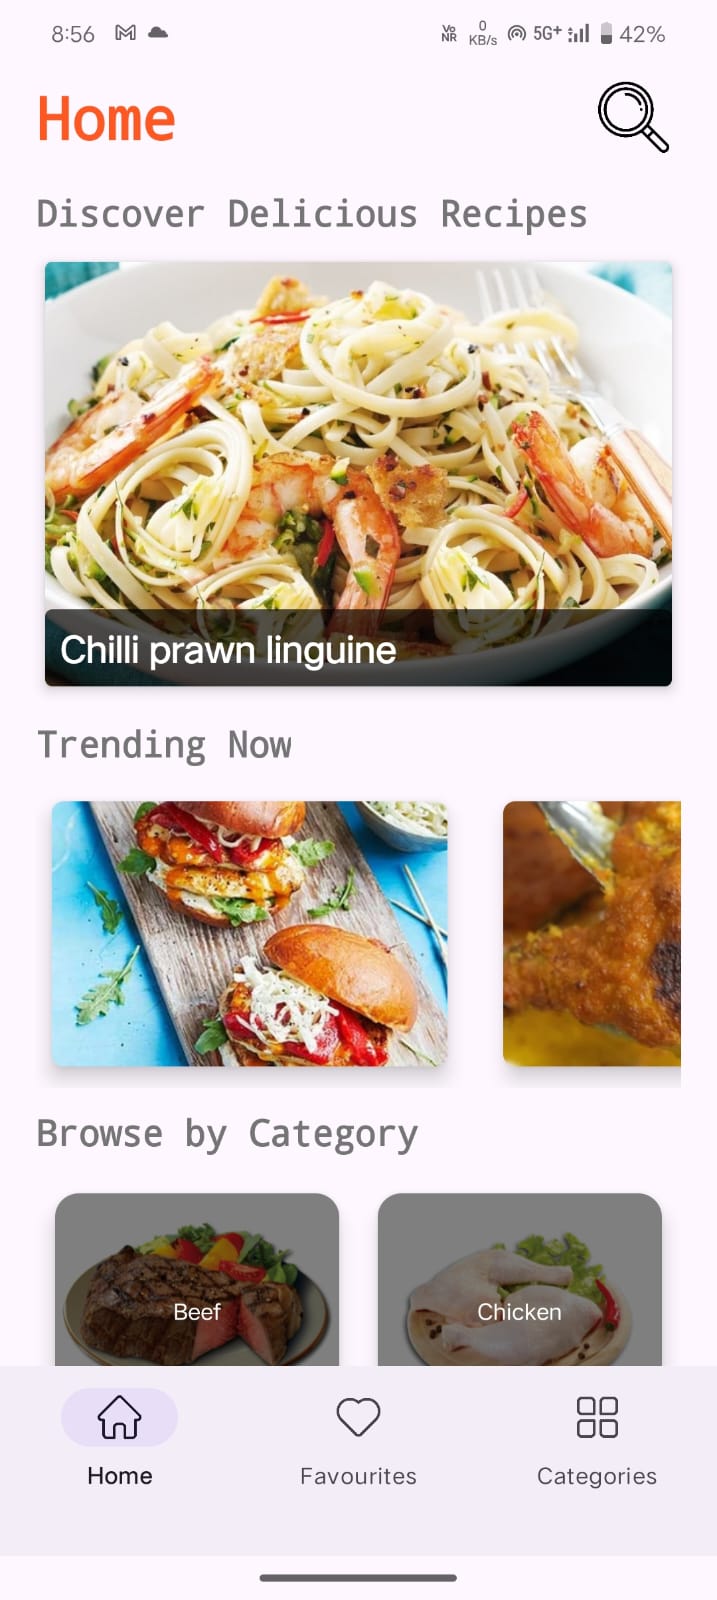 8:56 Vo NR 0 KB/s 5G+ 42%
Home
Discover Delicious Recipes
Chilli prawn linguine
Trending Now
Browse by Category
Beef Chicken
Home Favourites Categories